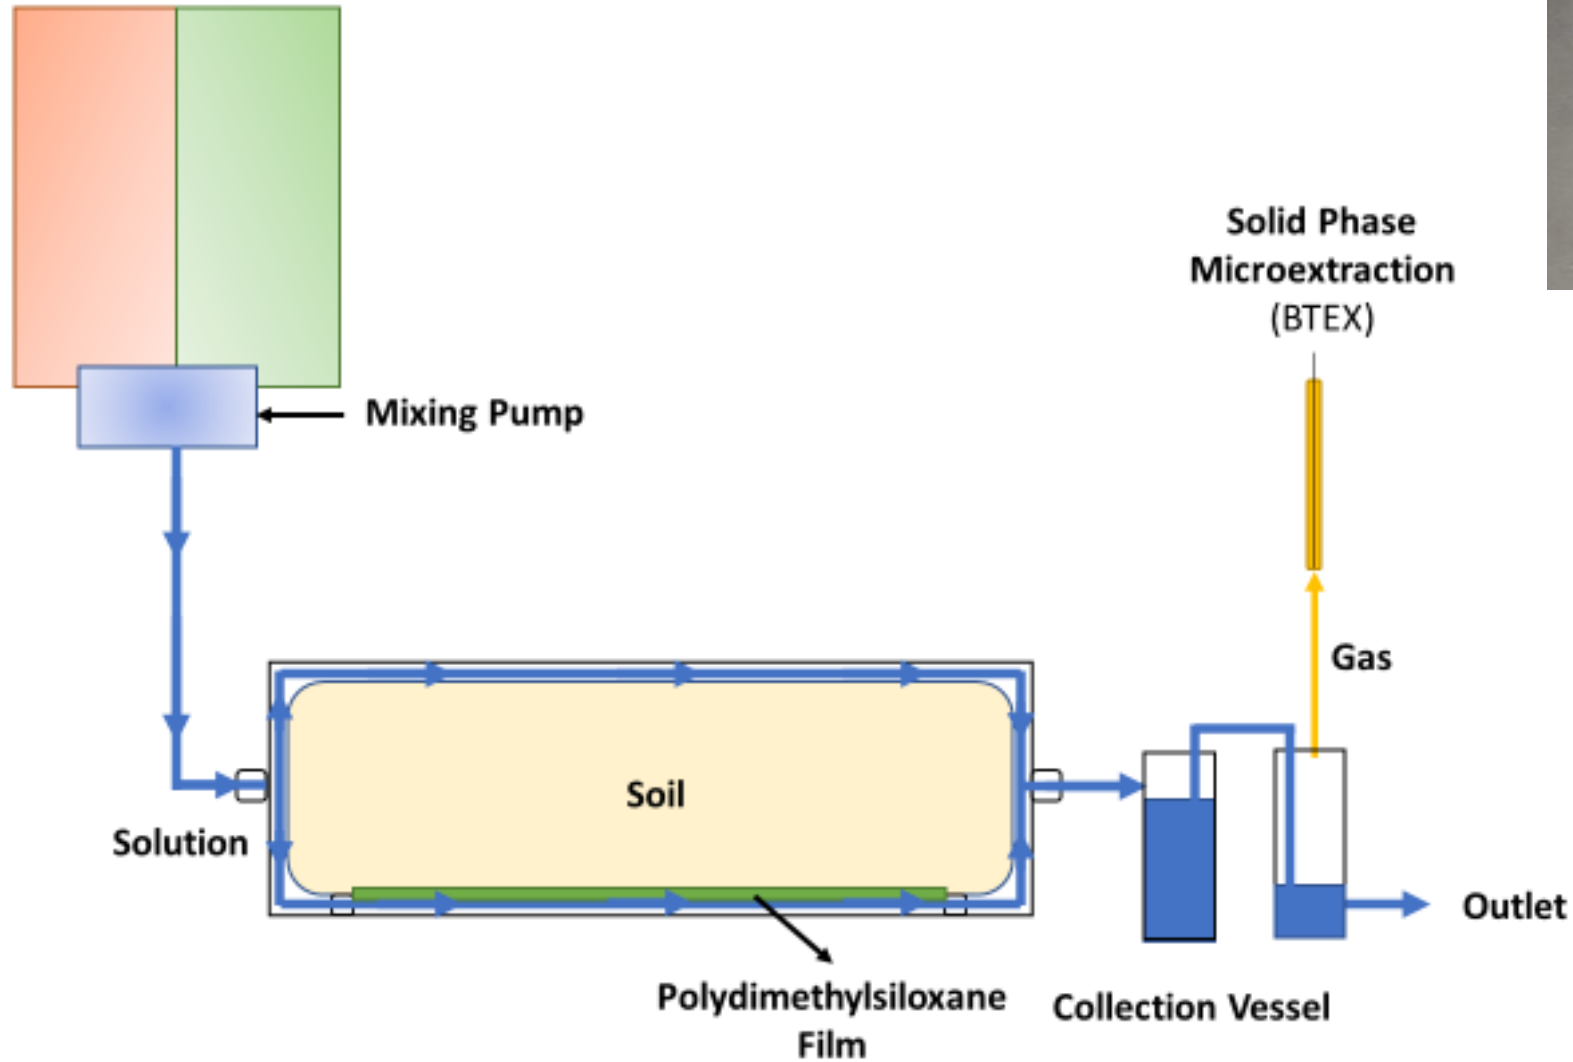 Solid Phase
Microextraction
(BTEX)
Mixing Pump
Gas
Soil
Solution
Outlet
Polydimethylsiloxane
Film
Collection Vessel